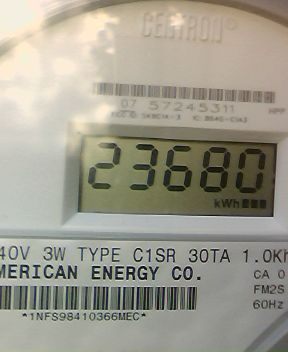 CENTRON®
07 57245311
23680
kWh
40V 3W TYPE C1SR 30TA 1.0Kh
MERICAN ENERGY CO.
CA 0
FM2S
60Hz
*1NFS98410366MEC*